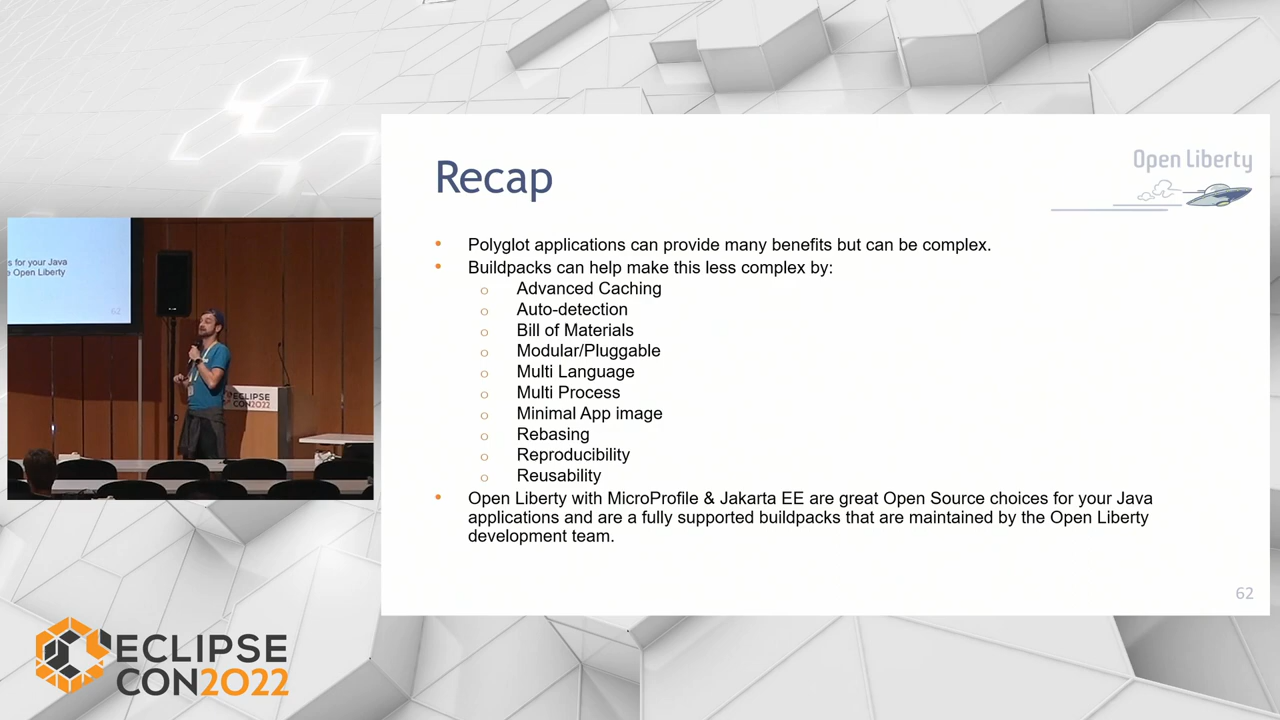 Recap
Open Liberty
• Polyglot applications can provide many benefits but can be complex.
• Buildpacks can help make this less complex by:
o Advanced Caching
o Auto-detection
o Bill of Materials
o Modular/Pluggable
o Multi Language
o Multi Process
o Minimal App image
o Rebasing
o Reproducibility
o Reusability
• Open Liberty with MicroProfile & Jakarta EE are great Open Source choices for your Java
applications and are a fully supported buildpacks that are maintained by the Open Liberty
development team.
62
s for your Java
e Open Liberty
62
ECLIPSE
CON2022
ECLIPSE
CON2022